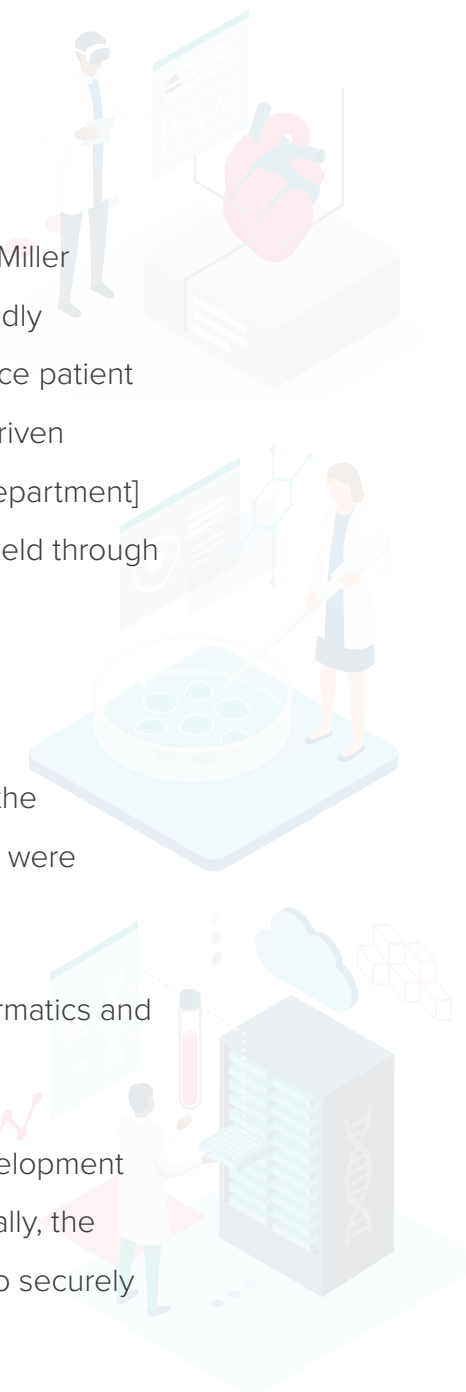 Miller
dly
ce patient
riven
epartment]
eld through
the
were
rmatics and
elopment
ally, the
o securely